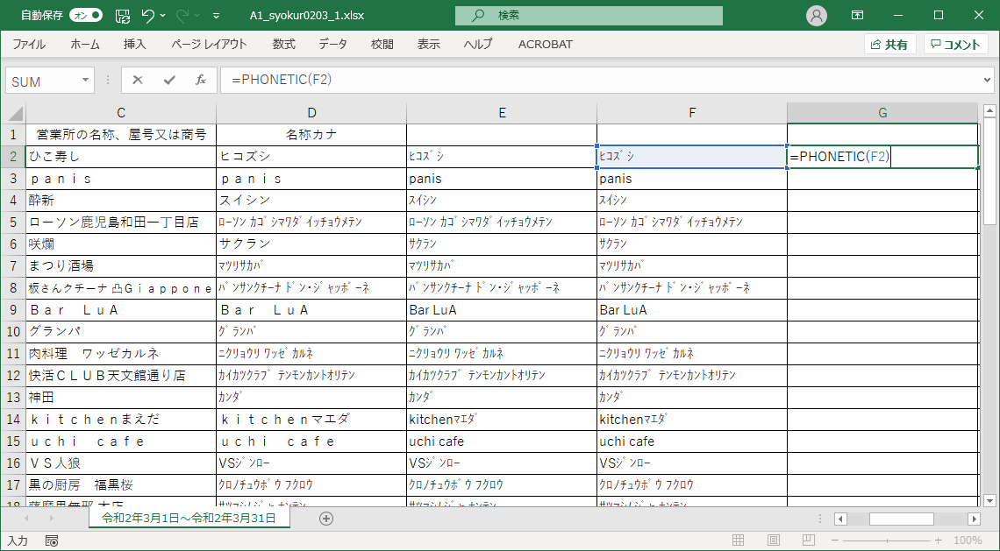 自動保存 オン A1_syokur0203_1.xlsx 検索
ファイル ホーム 挿入 ページ レイアウト 数式 データ 校閲 表示 ヘルプ ACROBAT 共有 コメント
SUM fx =PHONETIC(F2)
C D E F G
1 営業所の名称、屋号又は商号 名称カナ
2 ひこ寿し ヒコズシ ﾋｺｽﾞｼ ﾋｺｽﾞｼ =PHONETIC(F2)
3 ｐａｎｉｓ ｐａｎｉｓ panis panis
4 酔新 スイシン ｽｲｼﾝ ｽｲｼﾝ
5 ローソン鹿児島和田一丁目店 ﾛｰｿﾝ ｶｺﾞｼﾏﾜﾀﾞｲｯﾁｮｳﾒﾃﾝ ﾛｰｿﾝ ｶｺﾞｼﾏﾜﾀﾞｲｯﾁｮｳﾒﾃﾝ ﾛｰｿﾝ ｶｺﾞｼﾏﾜﾀﾞｲｯﾁｮｳﾒﾃﾝ
6 咲爛 サクラン ｻｸﾗﾝ ｻｸﾗﾝ
7 まつり酒場 ﾏﾂﾘｻｶﾊﾞ ﾏﾂﾘｻｶﾊﾞ ﾏﾂﾘｻｶﾊﾞ
8 板さんクチーナ 凸Ｇｉａｐｐｏｎｅ ﾊﾞﾝｻﾝｸﾁｰﾅ ﾄﾞﾝ･ｼﾞｬｯﾎﾟｰﾈ ﾊﾞﾝｻﾝｸﾁｰﾅ ﾄﾞﾝ･ｼﾞｬｯﾎﾟｰﾈ ﾊﾞﾝｻﾝｸﾁｰﾅ ﾄﾞﾝ･ｼﾞｬｯﾎﾟｰﾈ
9 Ｂａｒ　ＬｕＡ Ｂａｒ　ＬｕＡ Bar LuA Bar LuA
10 グランパ ｸﾞﾗﾝﾊﾟ ｸﾞﾗﾝﾊﾟ ｸﾞﾗﾝﾊﾟ
11 肉料理　ワッゼカルネ ﾆｸﾘｮｳﾘ ﾜｯｾﾞｶﾙﾈ ﾆｸﾘｮｳﾘ ﾜｯｾﾞｶﾙﾈ ﾆｸﾘｮｳﾘ ﾜｯｾﾞｶﾙﾈ
12 快活ＣＬＵＢ天文館通り店 ｶｲｶﾂｸﾗﾌﾞ ﾃﾝﾓﾝｶﾝﾄｵﾘﾃﾝ ｶｲｶﾂｸﾗﾌﾞ ﾃﾝﾓﾝｶﾝﾄｵﾘﾃﾝ ｶｲｶﾂｸﾗﾌﾞ ﾃﾝﾓﾝｶﾝﾄｵﾘﾃﾝ
13 神田 ｶﾝﾀﾞ ｶﾝﾀﾞ ｶﾝﾀﾞ
14 ｋｉｔｃｈｅｎまえだ ｋｉｔｃｈｅｎマエダ kitchenﾏｴﾀﾞ kitchenﾏｴﾀﾞ
15 ｕｃｈｉ　ｃａｆｅ ｕｃｈｉ　ｃａｆｅ uchi cafe uchi cafe
16 ＶＳ人狼 VSｼﾞﾝﾛｰ VSｼﾞﾝﾛｰ VSｼﾞﾝﾛｰ
17 黒の厨房　福黒桜 ｸﾛﾉﾁｭｳﾎﾞｳ ﾌｸﾛｳ ｸﾛﾉﾁｭｳﾎﾞｳ ﾌｸﾛｳ ｸﾛﾉﾁｭｳﾎﾞｳ ﾌｸﾛｳ
18
令和2年3月1日～令和2年3月31日
入力 100%